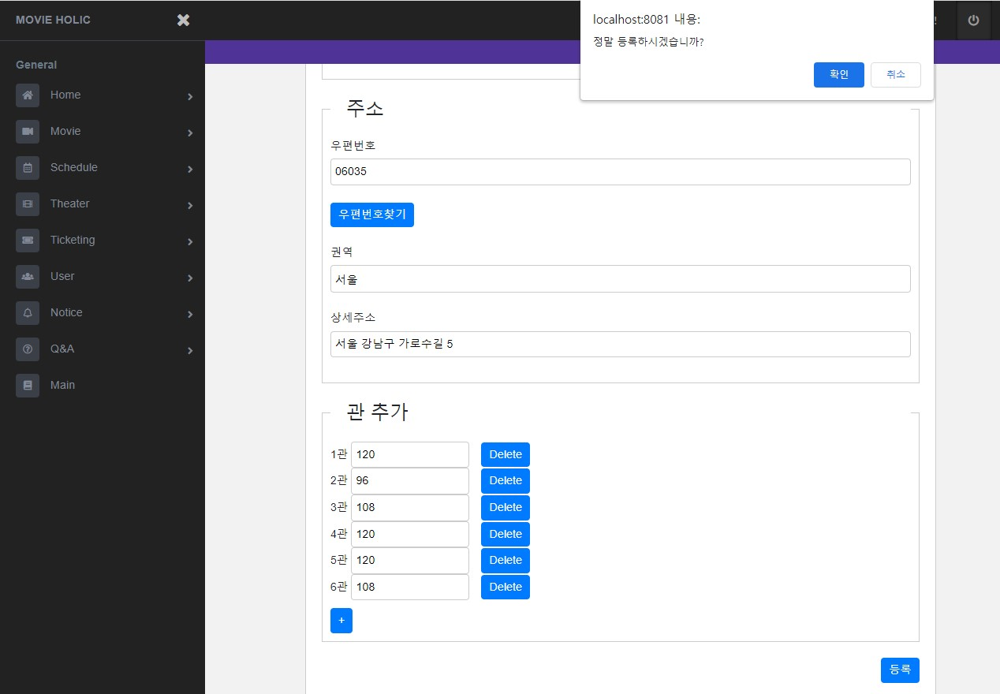 MOVIE HOLIC
General
Home
Movie
Schedule
Theater
Ticketing
User
Notice
Q&A
Main
localhost:8081 내용:
정말 등록하시겠습니까?
확인
취소
!
주소
우편번호
06035
우편번호찾기
권역
서울
상세주소
서울 강남구 가로수길 5
관 추가
1관 120 Delete
2관 96 Delete
3관 108 Delete
4관 120 Delete
5관 120 Delete
6관 108 Delete
+
등록